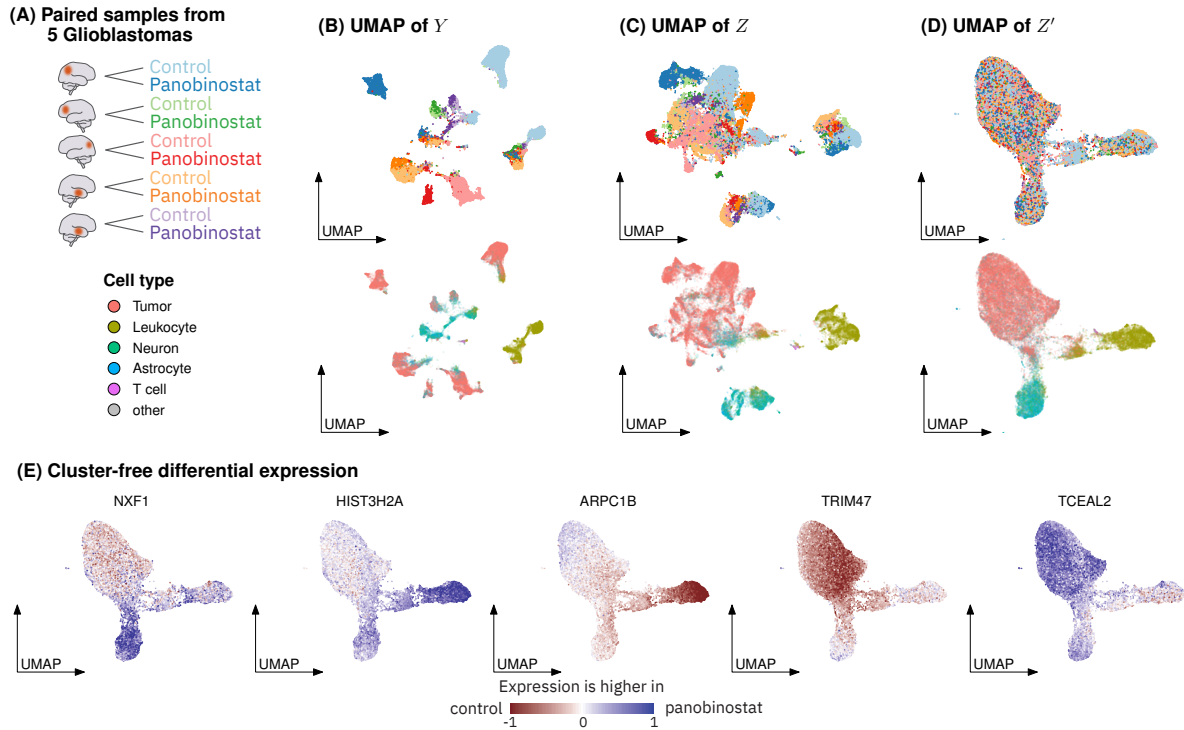 (A) Paired samples from
5 Glioblastomas
Control
Panobinostat
Control
Panobinostat
Control
Panobinostat
Control
Panobinostat
Control
Panobinostat
Cell type
Tumor
Leukocyte
Neuron
Astrocyte
T cell
other
(B) UMAP of Y
UMAP
UMAP
(C) UMAP of Z
UMAP
UMAP
(D) UMAP of Z′
UMAP
UMAP
(E) Cluster-free differential expression
NXF1
HIST3H2A
ARPC1B
TRIM47
TCEAL2
UMAP
UMAP
UMAP
UMAP
UMAP
Expression is higher in
control
panobinostat
-1 0 1